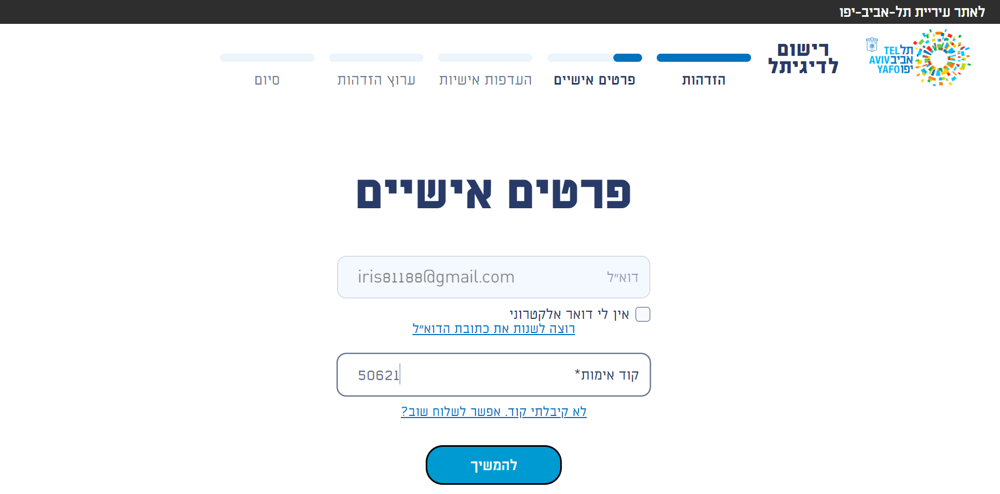 לאתר עיריית תל-אביב-יפו
תל TEL
אביב AVIV
יפו YAFO
רישום
לדיגיתל
הזדהות
פרטים אישיים
העדפות אישיות
ערוץ הזדהות
סיום
פרטים אישיים
דוא"ל iris81188@gmail.com
אין לי דואר אלקטרוני
רוצה לשנות את כתובת הדוא"ל
קוד אימות* 50621
לא קיבלתי קוד. אפשר לשלוח שוב?
להמשיך